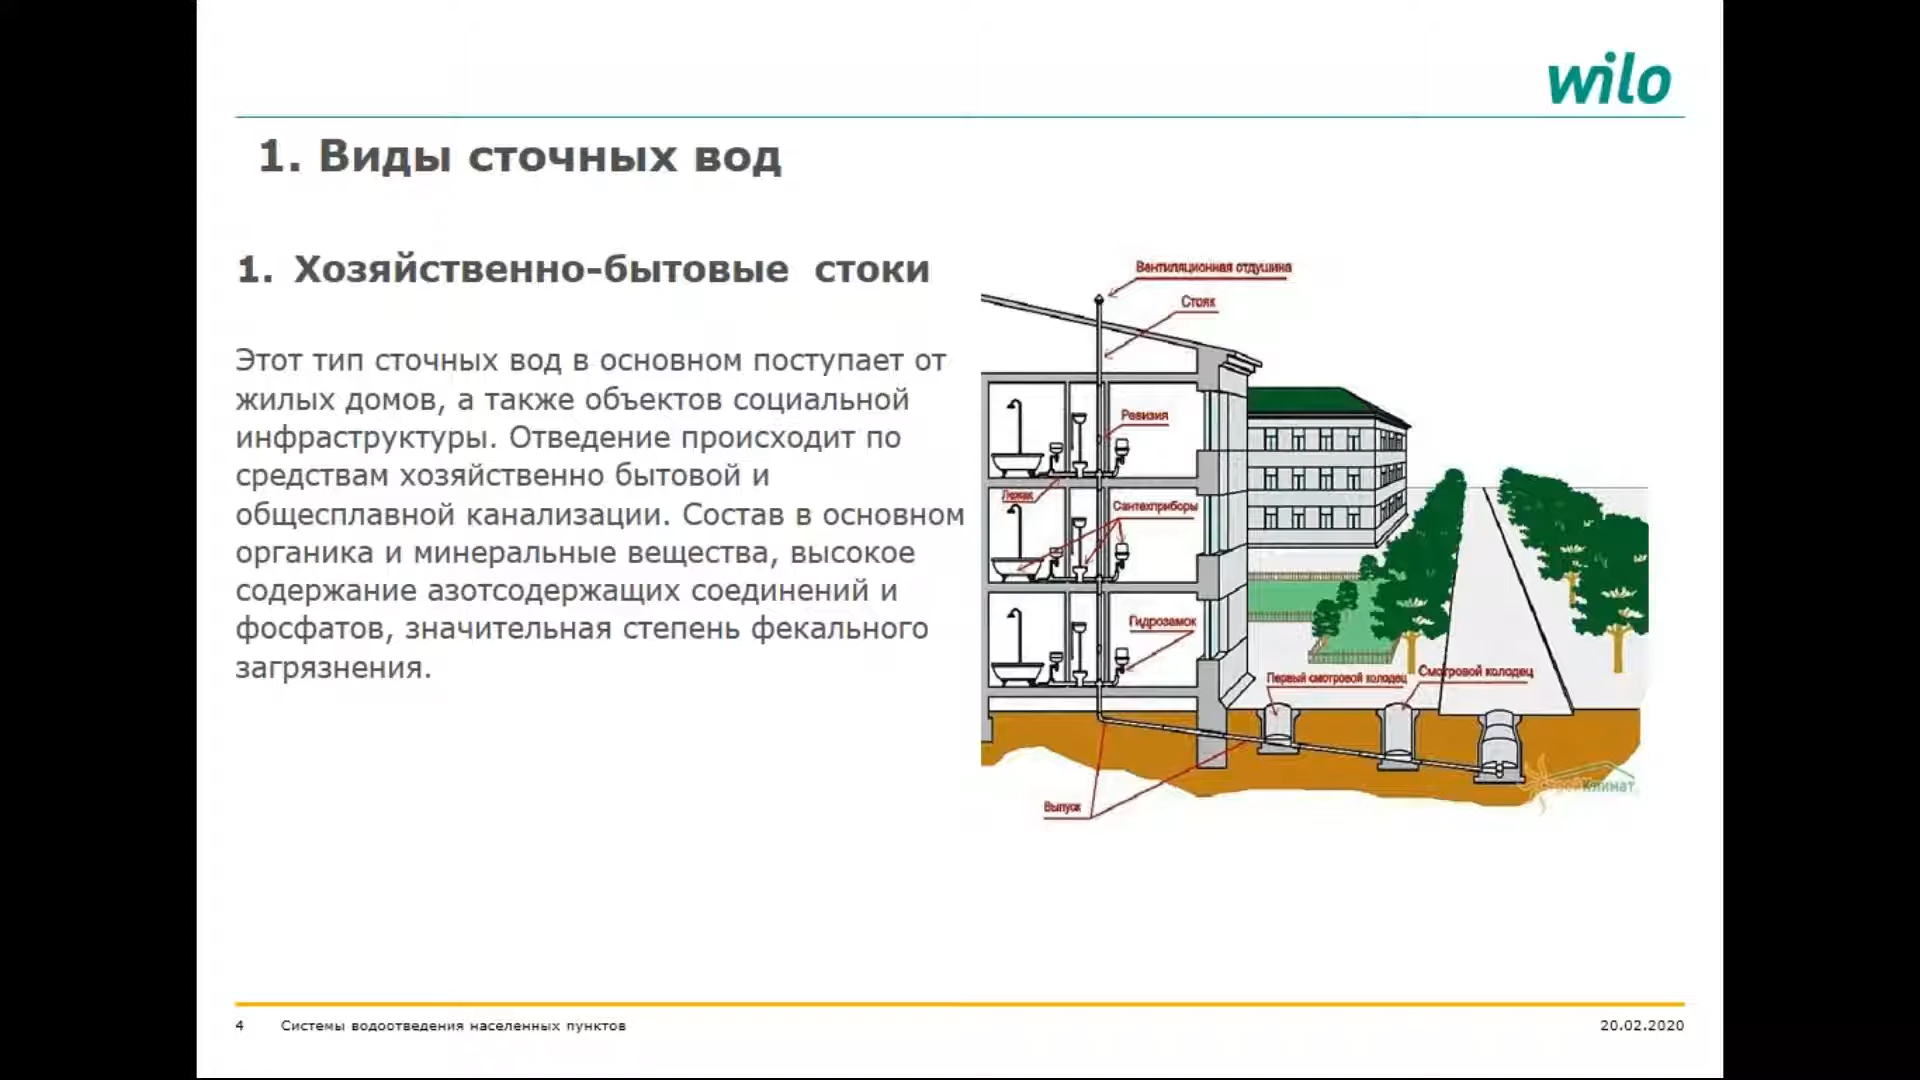 wilo
1. Виды сточных вод
1. Хозяйственно-бытовые стоки
Этот тип сточных вод в основном поступает от
жилых домов, а также объектов социальной
инфраструктуры. Отведение происходит по
средствам хозяйственно бытовой и
общесплавной канализации. Состав в основном
органика и минеральные вещества, высокое
содержание азотсодержащих соединений и
фосфатов, значительная степень фекального
загрязнения.
Вентиляционная отдушина
Стояк
Ревизия
Лежак
Сантехприборы
Гидрозамок
Первый смотровой колодец
Смотровой колодец
Выпуск
СтройКлимат
4 Системы водоотведения населенных пунктов
20.02.2020